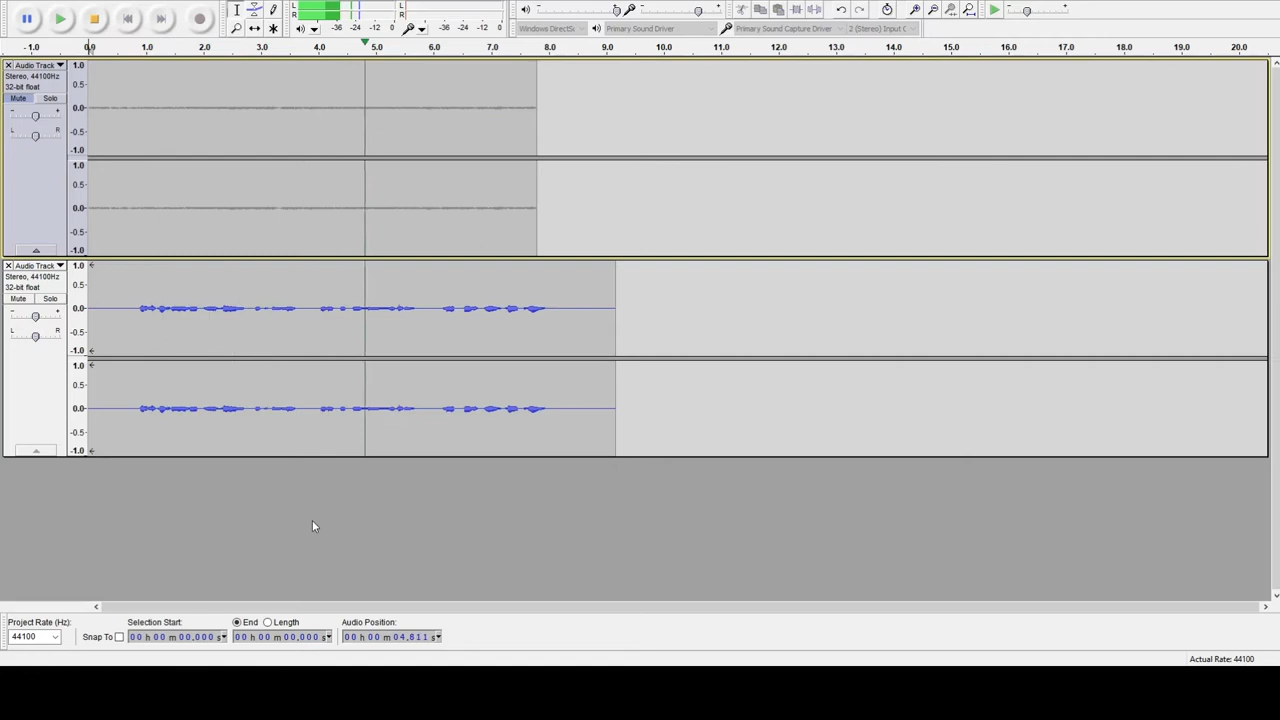 L
R
-36 -24 -12 0
L
R
-36 -24 -12 0
Windows DirectS
Primary Sound Driver
Primary Sound Capture Driver
2 (Stereo) Input C
-1.0 0.0 1.0 2.0 3.0 4.0 5.0 6.0 7.0 8.0 9.0 10.0 11.0 12.0 13.0 14.0 15.0 16.0 17.0 18.0 19.0 20.0
Audio Track
Stereo, 44100Hz
32-bit float
Mute Solo
- +
L R
1.0
0.5
0.0
-0.5
-1.0
1.0
0.5
0.0
-0.5
-1.0
Audio Track
Stereo, 44100Hz
32-bit float
Mute Solo
- +
L R
1.0
0.5
0.0
-0.5
-1.0
1.0
0.5
0.0
-0.5
-1.0
Project Rate (Hz):
44100
Snap To
Selection Start:
00 h 00 m 00,000 s
End Length
00 h 00 m 00,000 s
Audio Position:
00 h 00 m 04,811 s
Actual Rate: 44100